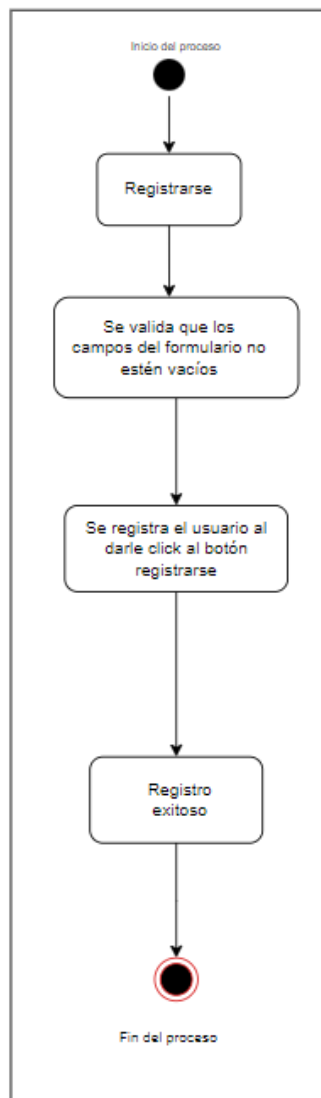 Inicio del proceso
Registrarse
Se valida que los
campos del formulario no
estén vacíos
Se registra el usuario al
darle click al botón
registrarse
Registro
exitoso
Fin del proceso